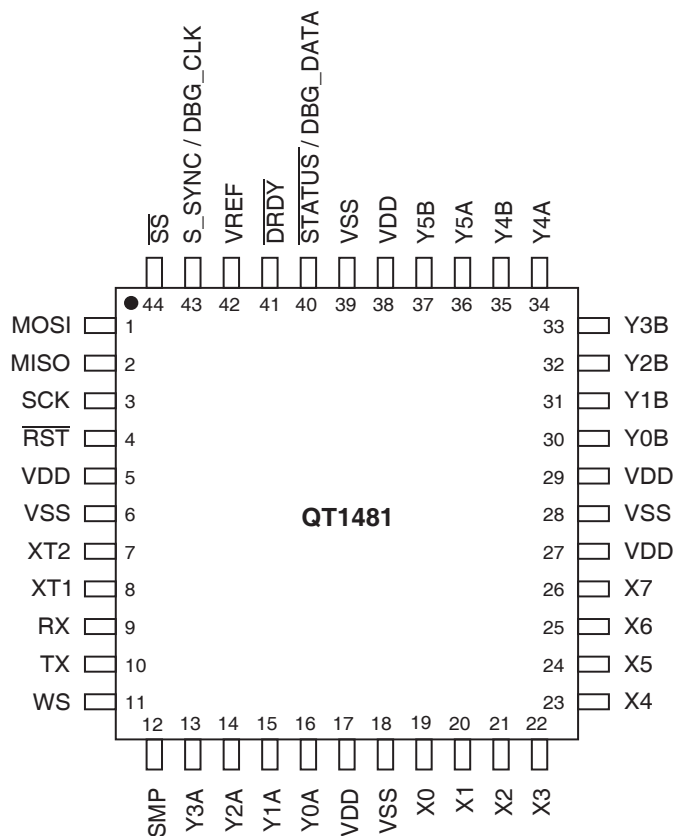 S̅S̅
S_SYNC / DBG_CLK
VREF
D̅R̅D̅Y̅
S̅T̅A̅T̅U̅S̅ / DBG_DATA
VSS
VDD
Y5B
Y5A
Y4B
Y4A
44 43 42 41 40 39 38 37 36 35 34
MOSI 1
MISO 2
SCK 3
R̅S̅T̅ 4
VDD 5
VSS 6
XT2 7
XT1 8
RX 9
TX 10
WS 11
QT1481
33 Y3B
32 Y2B
31 Y1B
30 Y0B
29 VDD
28 VSS
27 VDD
26 X7
25 X6
24 X5
23 X4
12 13 14 15 16 17 18 19 20 21 22
SMP
Y3A
Y2A
Y1A
Y0A
VDD
VSS
X0
X1
X2
X3